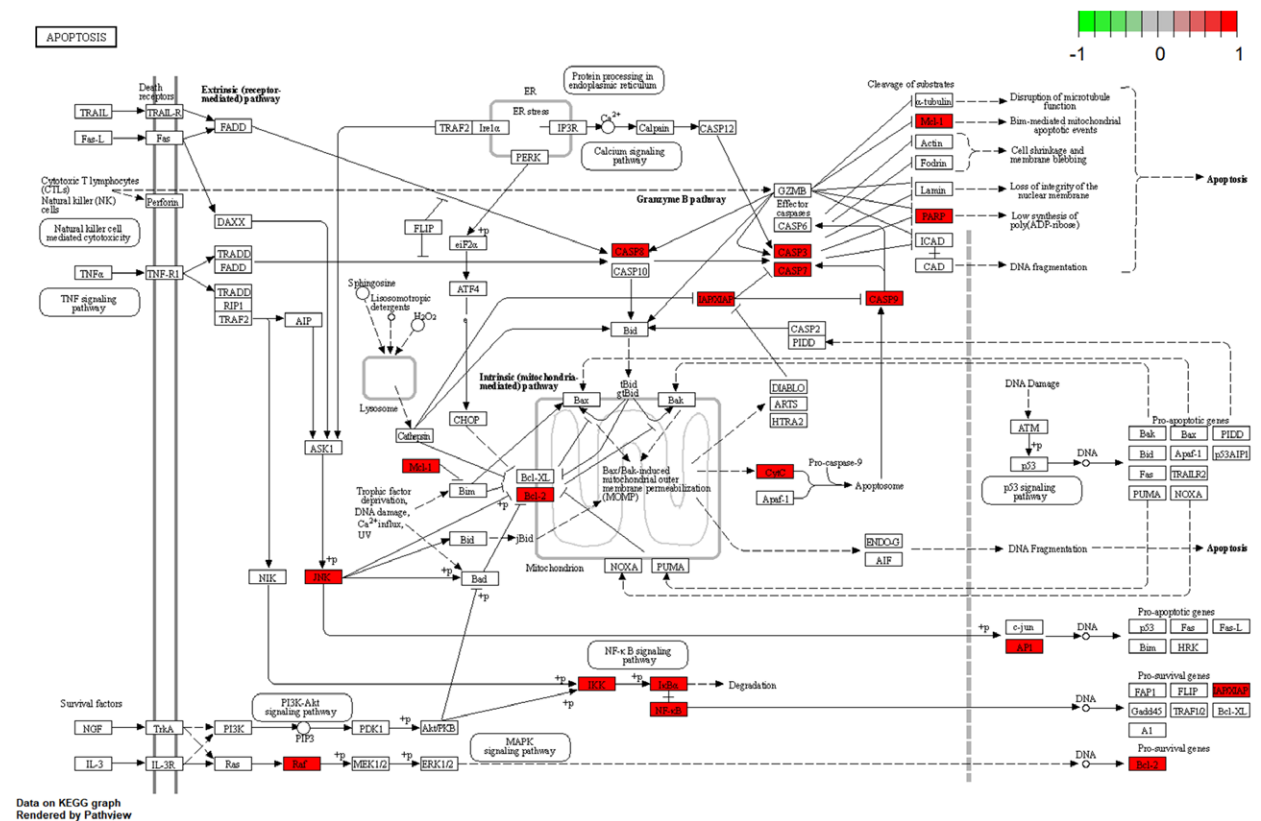 APOPTOSIS
-1 0 1
Death
receptors
Extrinsic (receptor-
mediated) pathway
TRAIL
TRAIL-R
Fas-L
Fas
FADD
Protein processing in
endoplasmic reticulum
ER
ER stress
TRAF2
Ire1α
IP3R
Ca2+
Calpain
CASP12
Calcium signaling
pathway
PERK
Cleavage of substrates
α-tubulin
Disruption of microtubule
function
Mcl-1
Bim-mediated mitochondrial
apoptotic events
Actin
Fodrin
Cell shrinkage and
membrane blebbing
Lamin
Loss of integrity of the
nuclear membrane
PARP
Low synthesis of
poly(ADP-ribose)
ICAD
CAD
DNA fragmentation
Apoptosis
Cytotoxic T lymphocytes
(CTLs)
Natural killer (NK)
cells
Perforin
Natural killer cell
mediated cytotoxicity
DAXX
Granzyme B pathway
GZMB
Effector
caspases
CASP6
CASP3
CASP7
FLIP
+p
eiF2α
ATF4
CASP8
CASP10
TNFα
TNF-R1
TRADD
FADD
TNF signaling
pathway
TRADD
RIP1
TRAF2
AIP
Sphingosine
Lisosomotropic
detergents
H2O2
Lysosome
IAP/XIAP
CASP9
Bid
CASP2
PIDD
Intrinsic (mitochondria-
mediated) pathway
tBid
gtBid
Bax
Bak
DIABLO
ARTS
HTRA2
CHOP
Cathepsin
ASK1
Mcl-1
Bim
Bcl-XL
Bcl-2
Bax/Bak-induced
mitochondrial outer
membrane permeabilization
(MOMP)
CytC
Pro-caspase-9
Apaf-1
Apoptosome
DNA Damage
ATM
+p
p53
DNA
p53 signaling
pathway
Pro-apoptotic genes
Bak Bax PIDD
Bid Apaf-1 p53AIP1
Fas TRAILR2
PUMA NOXA
Trophic factor
deprivation,
DNA damage,
Ca2+influx,
UV
+p
+p
Bid
jBid
+p
Bad
+p
+p
JNK
NIK
Mitochondrion
NOXA
PUMA
ENDO-G
AIF
DNA Fragmentation
Apoptosis
+p
c-jun
AP1
DNA
Pro-apoptotic genes
p53 Fas Fas-L
Bim HRK
NF-κB signaling
pathway
+p
IKK
+p
IκBα
Degradation
+p
NF-κB
DNA
Pro-survival genes
FAP1 FLIP IAP/XIAP
Gadd45 TRAF1/2 Bcl-XL
A1
Survival factors
PI3K-Akt
signaling pathway
NGF
TrkA
PI3K
PIP3
PDK1
+p
Akt/PKB
MAPK
signaling pathway
IL-3
IL-3R
Ras
Raf
+p
MEK1/2
+p
ERK1/2
DNA
Pro-survival genes
Bcl-2
Data on KEGG graph
Rendered by Pathview